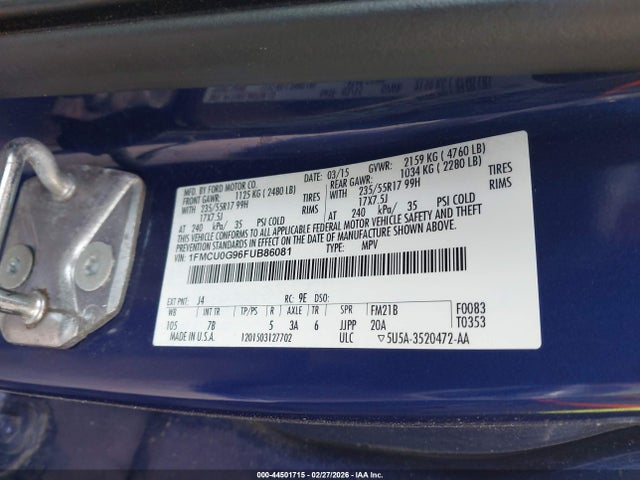 MFD. BY FORD MOTOR CO.
03/15 GVWR: 2159 KG ( 4760 LB)
FRONT GAWR: 1125 KG ( 2480 LB) REAR GAWR: 1034 KG ( 2280 LB)
235/55R17 99H TIRES 235/55R17 99H TIRES
WITH 17X7.5J RIMS WITH 17X7.5J RIMS
AT 240 kPa/ 35 PSI COLD AT 240 kPa/ 35 PSI COLD
THIS VEHICLE CONFORMS TO ALL APPLICABLE FEDERAL MOTOR VEHICLE SAFETY AND THEFT
PREVENTION STANDARDS IN EFFECT ON THE DATE OF MANUFACTURE SHOWN ABOVE.
VIN: 1FMCU0G96FUB86081 TYPE: MPV
EXT PNT: J4 RC: 9E DSO:
WB TP/PS R AXLE TR SPR FM21B F0083
105 7B 5 3A 6 JJPP 20A T0353
MADE IN U.S.A. 1201503127702 ULC ▽5U5A-3520472-AA
000-44501715 - 02/27/2026 - IAA Inc.